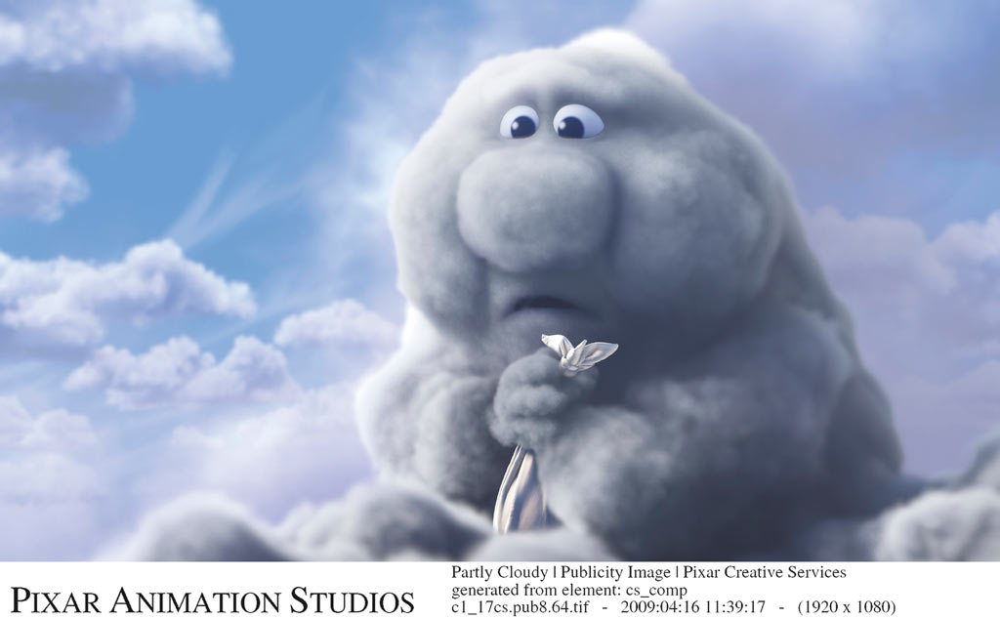 Partly Cloudy | Publicity Image | Pixar Creative Services
PIXAR ANIMATION STUDIOS
generated from element: cs_comp
c1_17cs.pub8.64.tif - 2009:04:16 11:39:17 - (1920 x 1080)